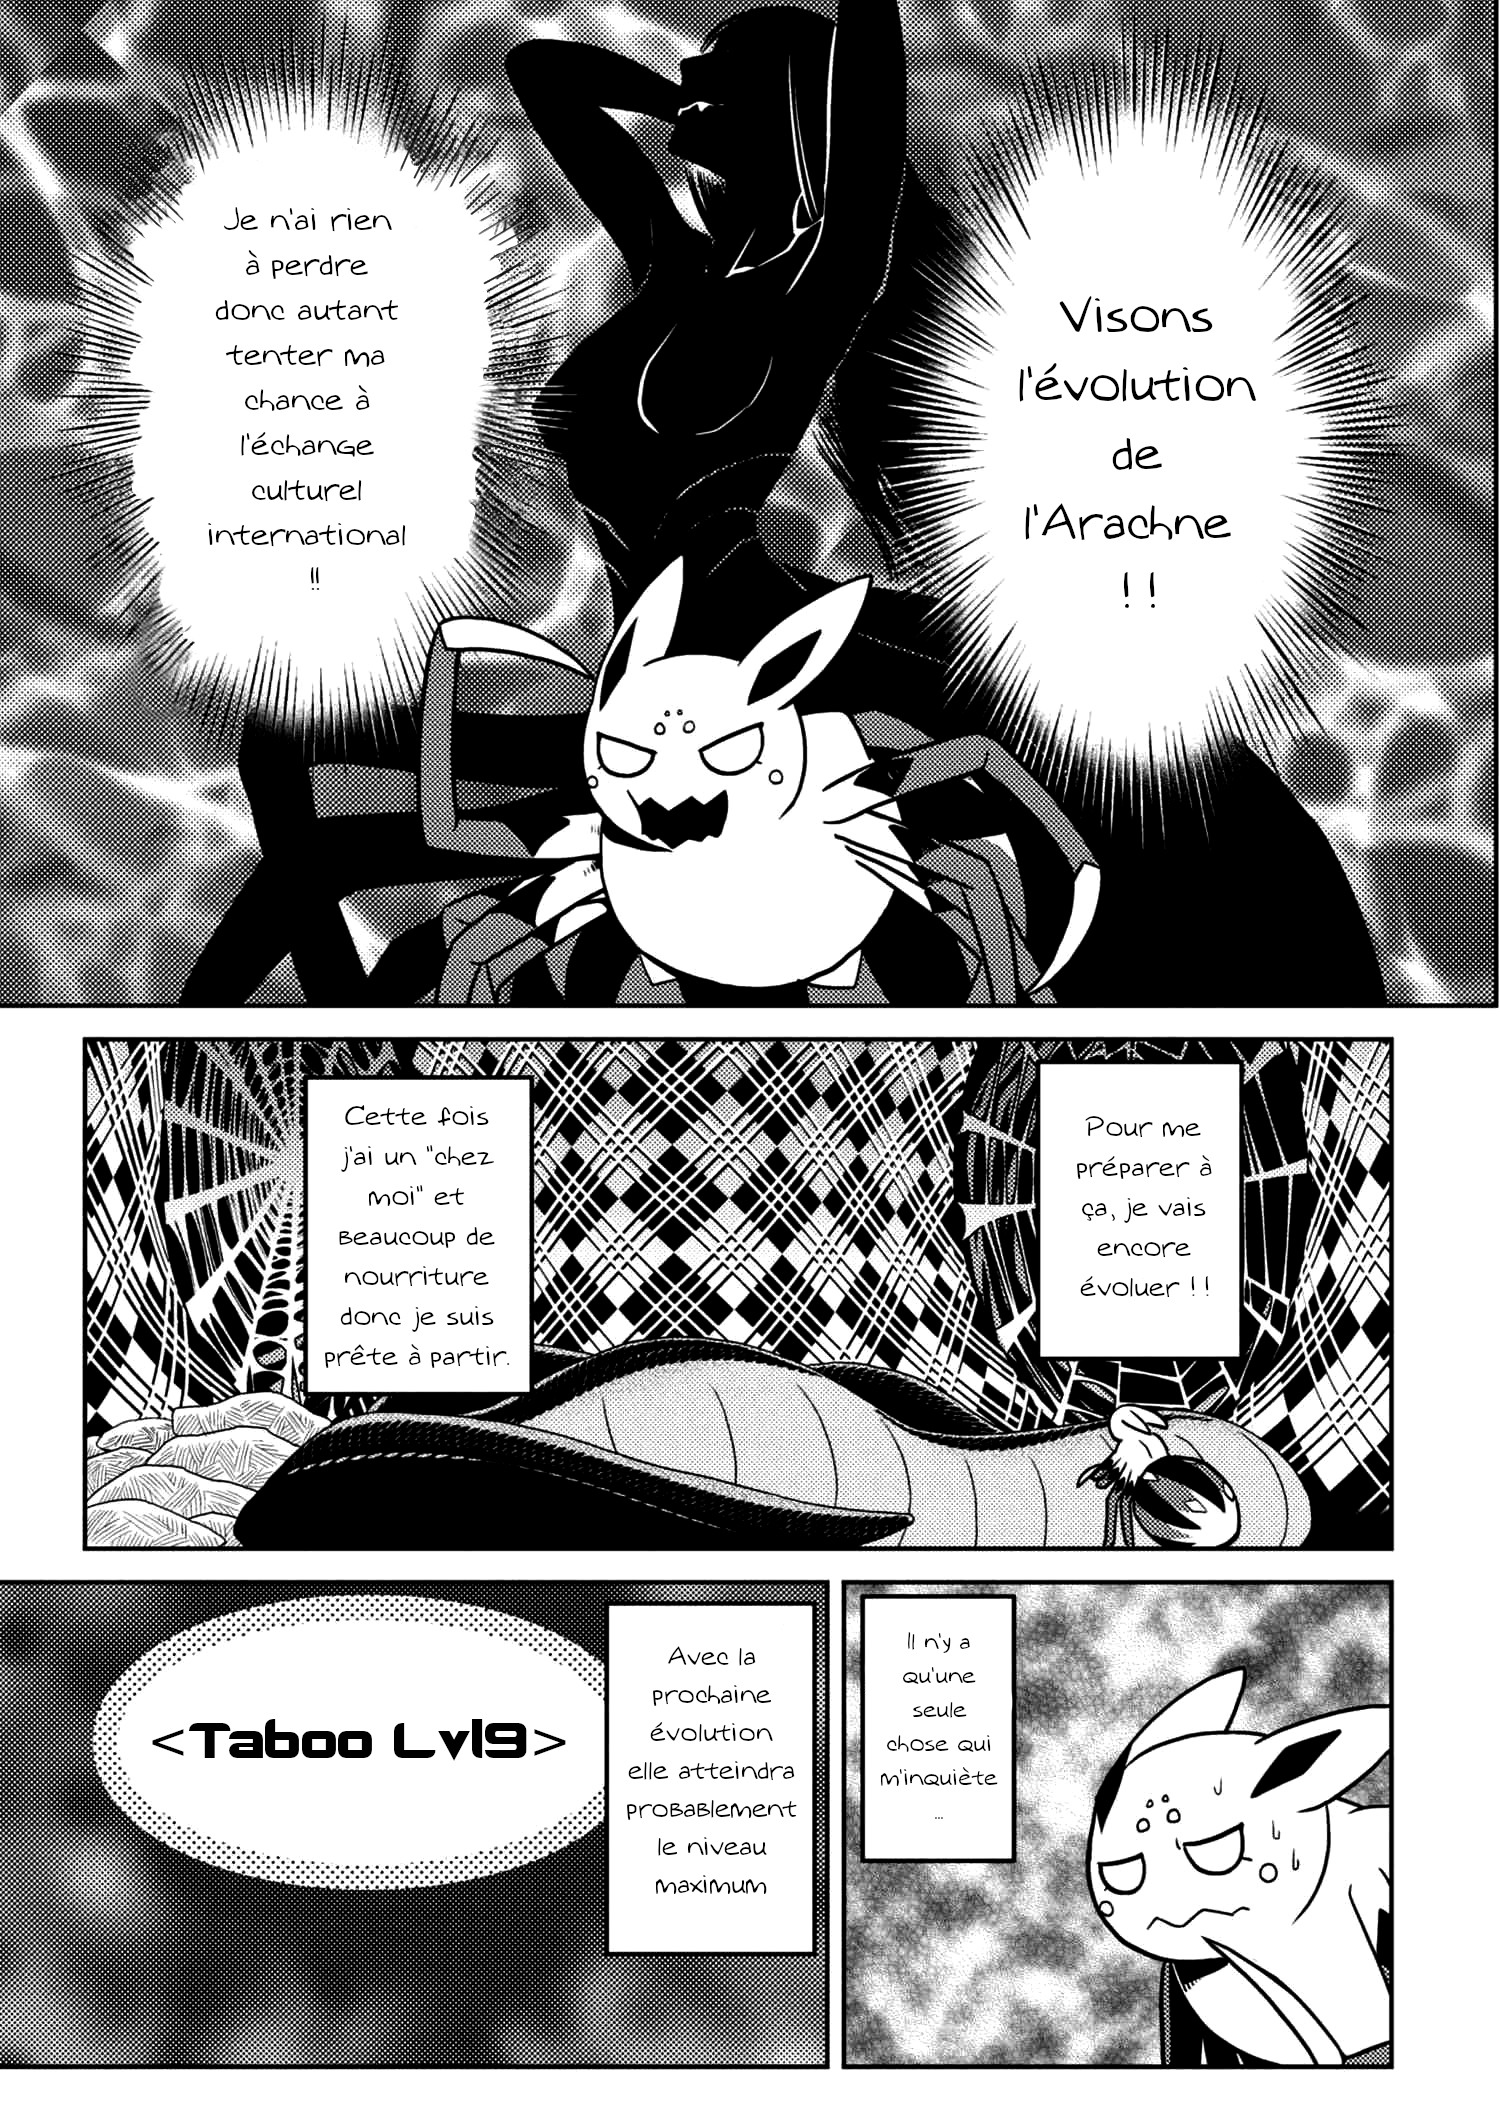 Visons
l'évolution
de
l'Arachne
! !
Je n'ai rien
à perdre
donc autant
tenter ma
chance à
l'échange
culturel
international
!!
Pour me
préparer à
ça, je vais
encore
évoluer ! !
Cette fois
j'ai un "chez
moi" et
beaucoup de
nourriture
donc je suis
prête à partir.
Il n'y a
qu'une
seule
chose qui
m'inquiète
...
Avec la
prochaine
évolution
elle atteindra
probablement
le niveau
maximum
<Taboo Lvl9>